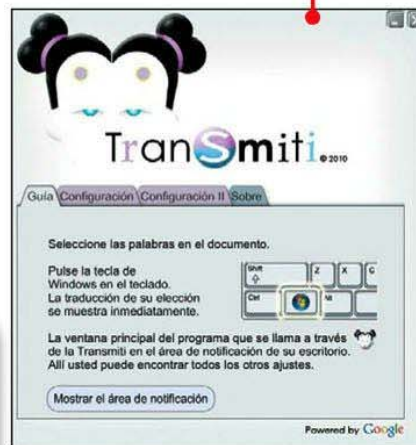 TranSmiti © 2010
Guía Configuración Configuración II Sobre
Seleccione las palabras en el documento.
Pulse la tecla de
Windows en el teclado.
La traducción de su elección
se muestra inmediatamente.
Shift Z X C
Ctrl Alt
La ventana principal del programa que se llama a través
de la Transmiti en el área de notificación de su escritorio.
Allí usted puede encontrar todos los otros ajustes.
Mostrar el área de notificación
Powered by Google